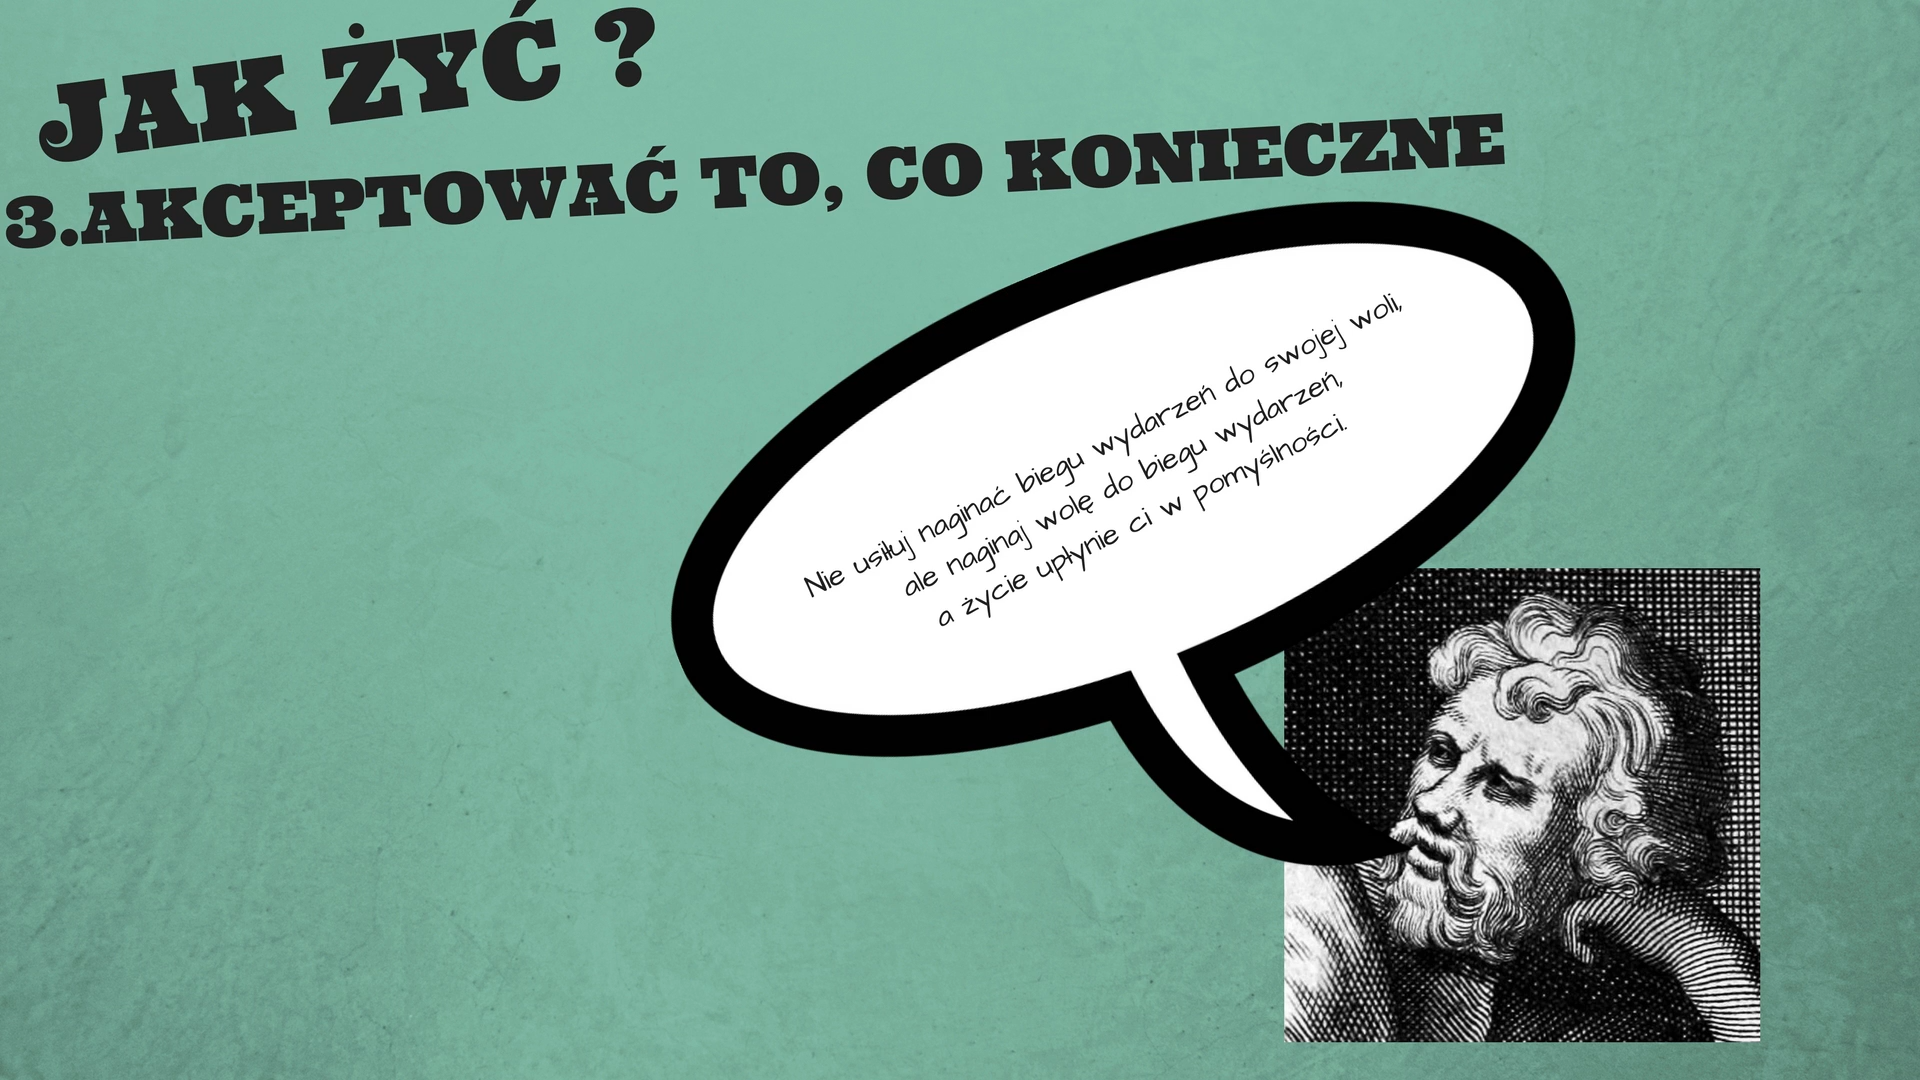 JAK ŻYĆ ?
3.AKCEPTOWAĆ TO, CO KONIECZNE
Nie usiłuj naginać biegu wydarzeń do swojej woli,
ale naginaj wolę do biegu wydarzeń,
a życie upłynie ci w pomyślności.